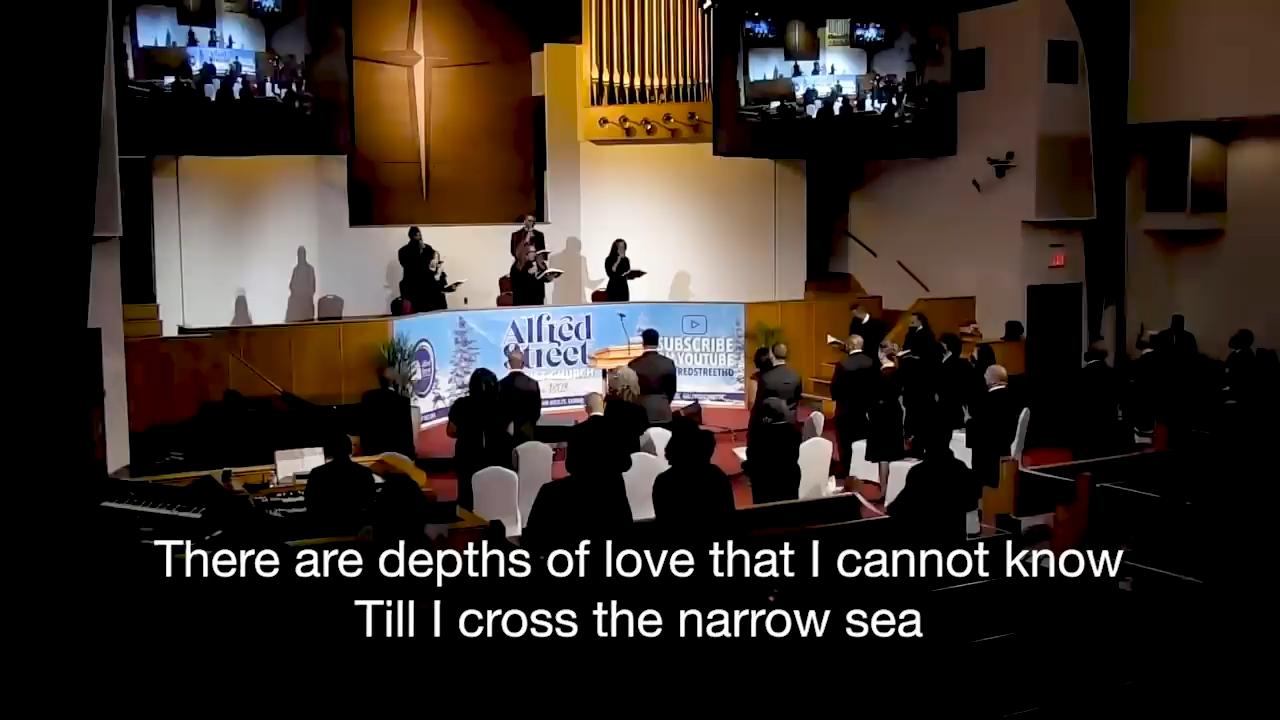 Alfred
Street
SUBSCRIBE
YOUTUBE
There are depths of love that I cannot know
Till I cross the narrow sea